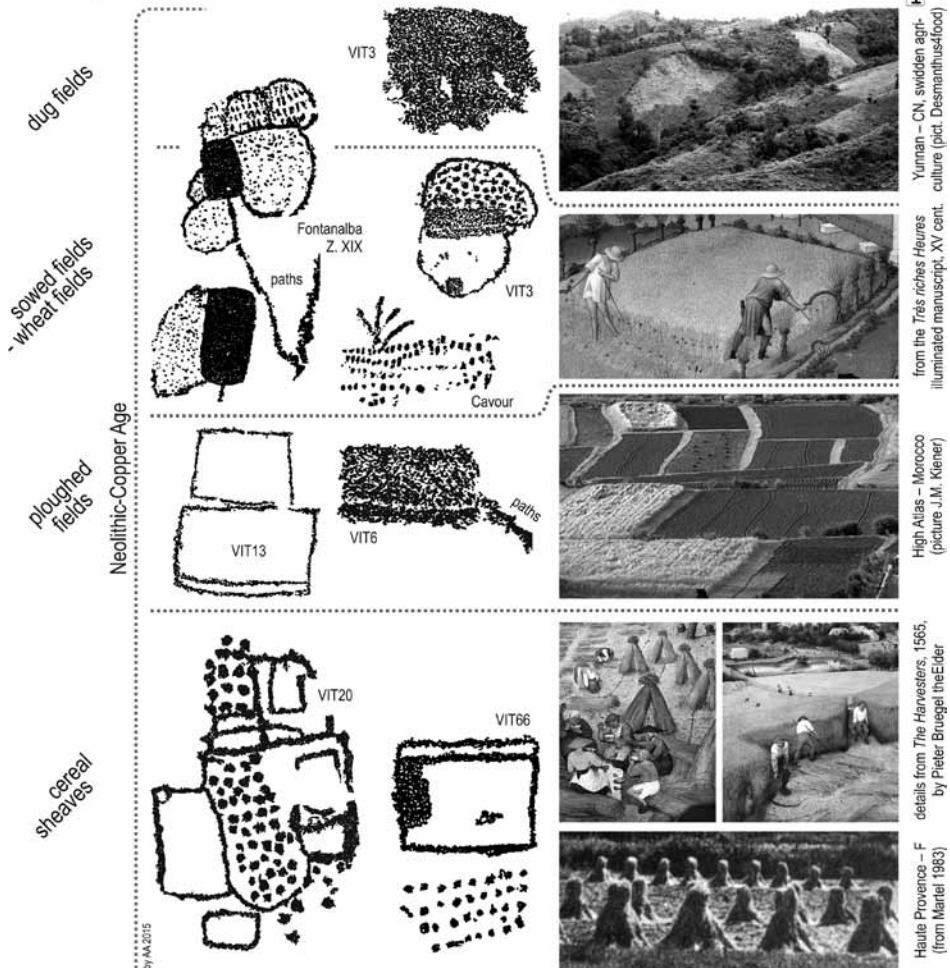 dug fields
sowed fields
- wheat fields
ploughed
fields
cereal
sheaves
Neolithic-Copper Age
VIT3
Fontanalba
Z. XIX
paths
VIT3
Cavour
VIT13
VIT6
paths
VIT20
VIT66
by AA 2015
Yunnan – CN, swidden agri-
culture (pict. Desmanthus4food)
from the Très riches Heures
illuminated manuscript, XV cent.
High Atlas – Morocco
(picture J.M. Kiener)
details from The Harvesters, 1565,
by Pieter Bruegel theElder
Haute Provence – F
(from Martel 1983)